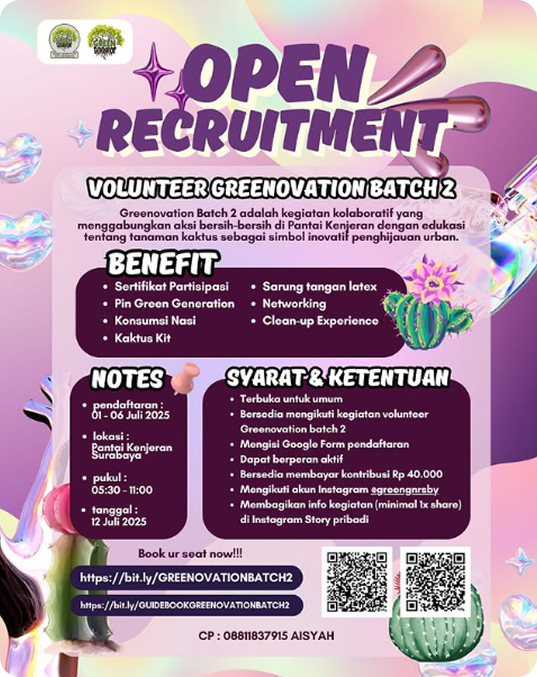 GREEN
OPEN
RECRUITMENT
VOLUNTEER GREENOVATION BATCH 2
Greenovation Batch 2 adalah kegiatan kolaboratif yang
menggabungkan aksi bersih-bersih di Pantai Kenjeran dengan edukasi
tentang tanaman kaktus sebagai simbol inovatif penghijauan urban.
BENEFIT
• Sertifikat Partisipasi
• Pin Green Generation
• Konsumsi Nasi
• Kaktus Kit
• Sarung tangan latex
• Networking
• Clean-up Experience
NOTES
• pendaftaran :
01 - 06 Juli 2025
• lokasi :
Pantai Kenjeran
Surabaya
• pukul :
05:30 - 11:00
• tanggal :
12 Juli 2025
SYARAT & KETENTUAN
• Terbuka untuk umum
• Bersedia mengikuti kegiatan volunteer
Greenovation batch 2
• Mengisi Google Form pendaftaran
• Dapat berperan aktif
• Bersedia membayar kontribusi Rp 40.000
• Mengikuti akun Instagram @greengnrsby
• Membagikan info kegiatan (minimal 1x share)
di Instagram Story pribadi
Book ur seat now!!!
https://bit.ly/GREENOVATIONBATCH2
https://bit.ly/GUIDEBOOKGREENOVATIONBATCH2
CP : 08811837915 AISYAH